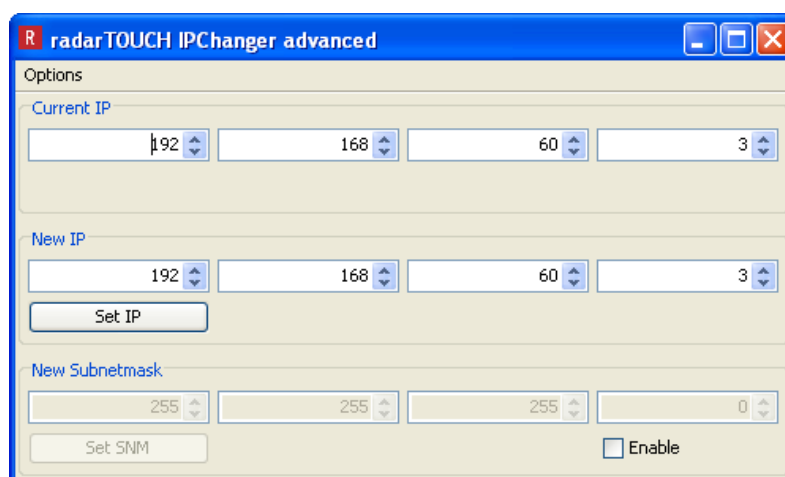 R radarTOUCH IPChanger advanced
Options
Current IP
192 168 60 3
New IP
192 168 60 3
Set IP
New Subnetmask
255 255 255 0
Set SNM Enable